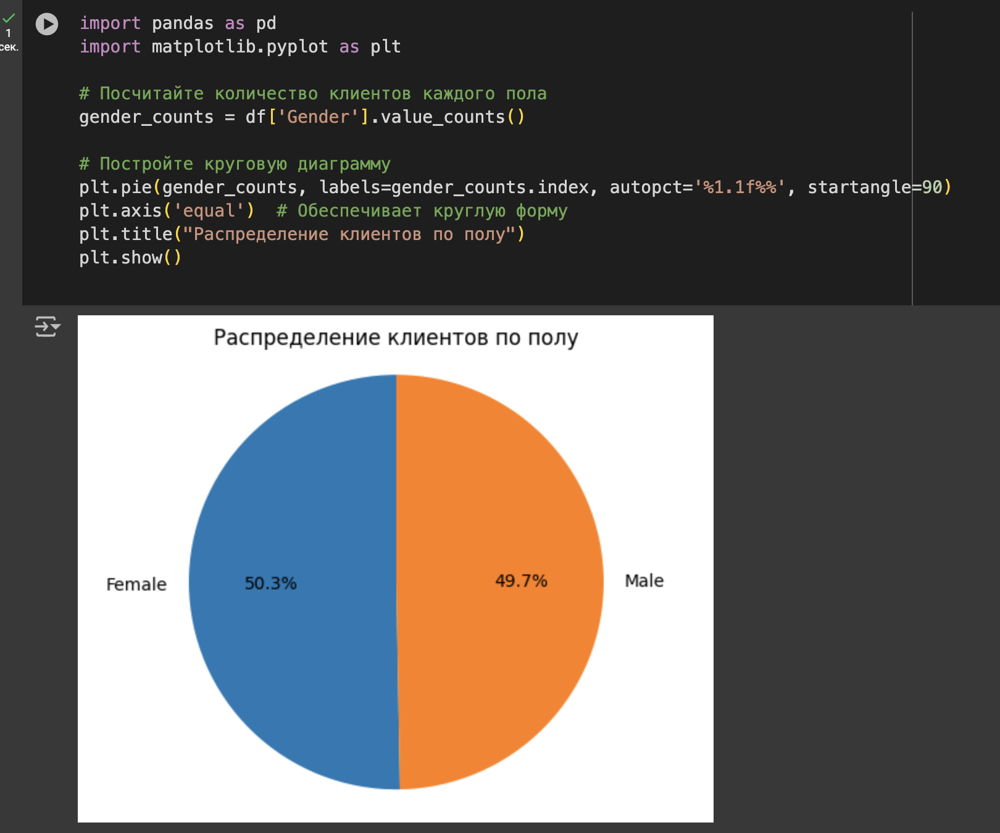 1
сек.
import pandas as pd
import matplotlib.pyplot as plt
# Посчитайте количество клиентов каждого пола
gender_counts = df['Gender'].value_counts()
# Постройте круговую диаграмму
plt.pie(gender_counts, labels=gender_counts.index, autopct='%1.1f%%', startangle=90)
plt.axis('equal')  # Обеспечивает круглую форму
plt.title("Распределение клиентов по полу")
plt.show()
Распределение клиентов по полу
Female
50.3%
49.7%
Male